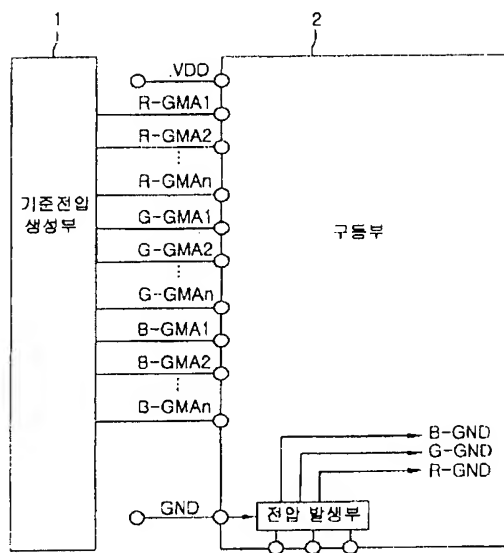 1
2
.VDD
R-GMA1
R-GMA2
R-GMAn
기준전압
생성부
G-GMA1
G-GMA2
구동부
G-GMAn
B-GMA1
B-GMA2
B-GMAn
B-GND
G-GND
R-GND
GND
전압 발생부